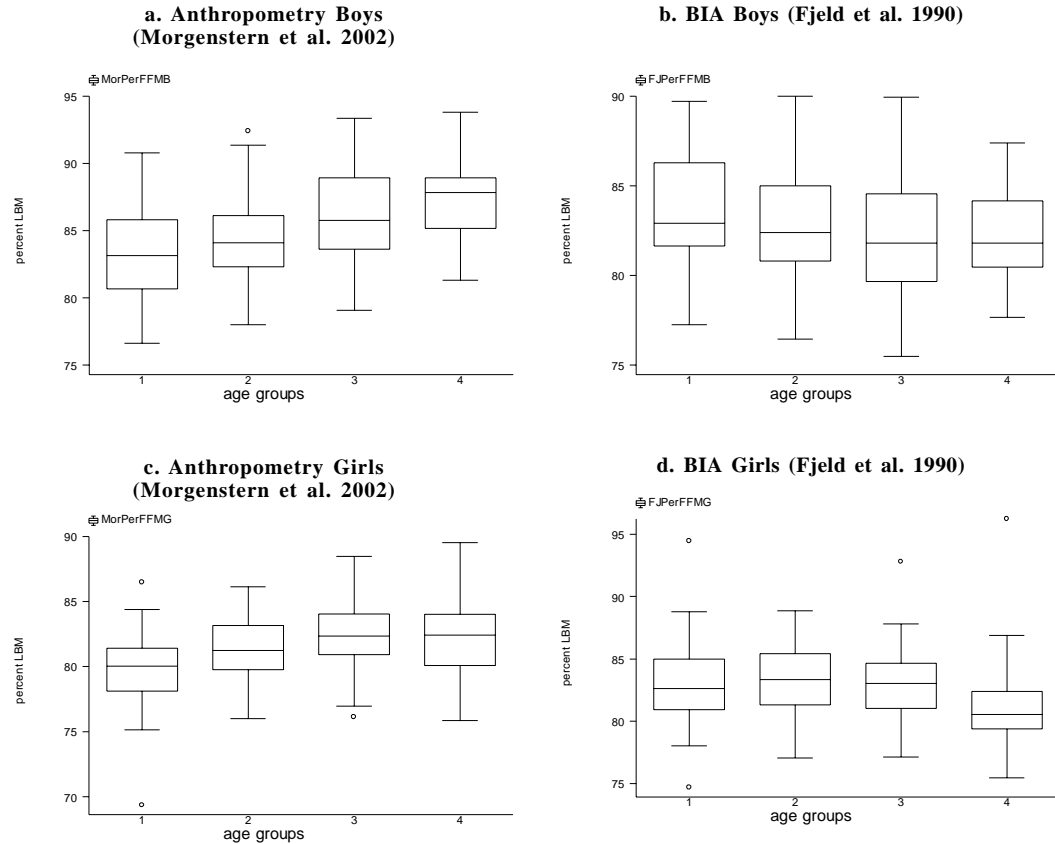 a. Anthropometry Boys
(Morgenstern et al. 2002)
MorPerFFMB
95
90
85
80
75
percent LBM
1 2 3 4
age groups
b. BIA Boys (Fjeld et al. 1990)
FJPerFFMB
90
85
80
75
percent LBM
1 2 3 4
age groups
c. Anthropometry Girls
(Morgenstern et al. 2002)
MorPerFFMG
90
85
80
75
70
percent LBM
1 2 3 4
age groups
d. BIA Girls (Fjeld et al. 1990)
FJPerFFMG
95
90
85
80
75
percent LBM
1 2 3 4
age groups